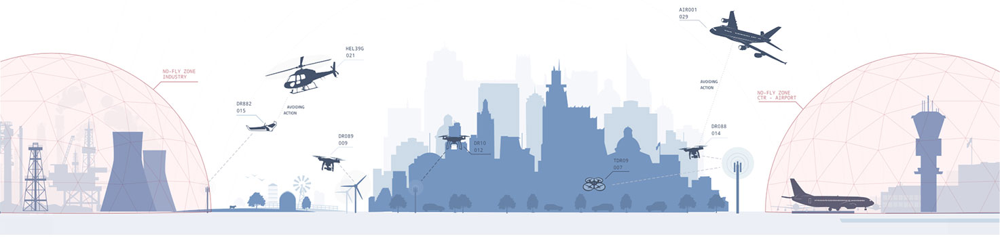 NO-FLY ZONE
INDUSTRY
HEL39G
021
DR882
015
AVOIDING
ACTION
DR089
009
DR10
012
TDR09
007
AIR001
029
AVOIDING
ACTION
DR088
014
NO-FLY ZONE
CTR - AIRPORT